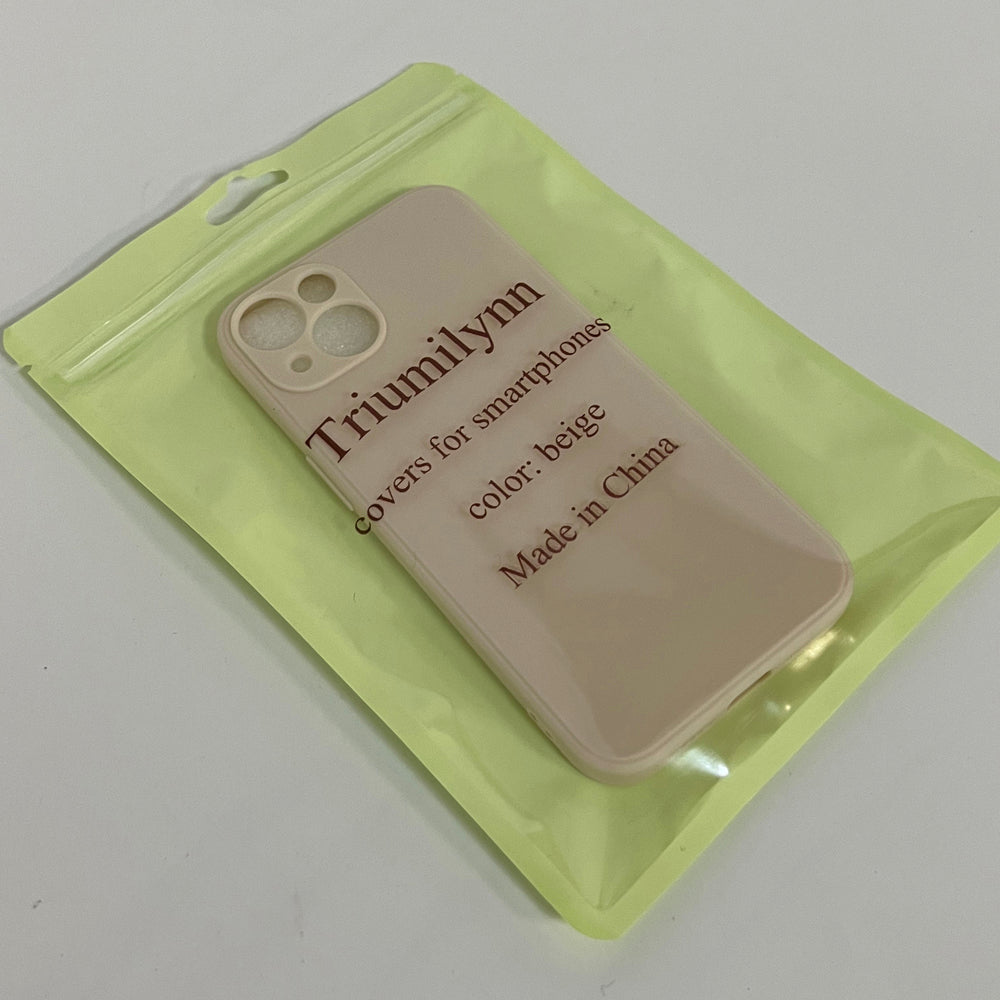 Triumilynn
covers for smartphones
color: beige
Made in China